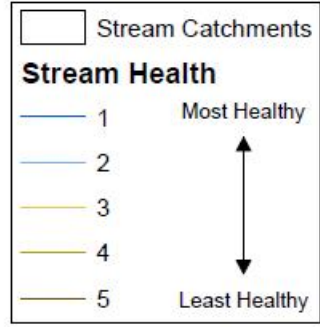 Stream Catchments
Stream Health
1 Most Healthy
2
3
4
5 Least Healthy